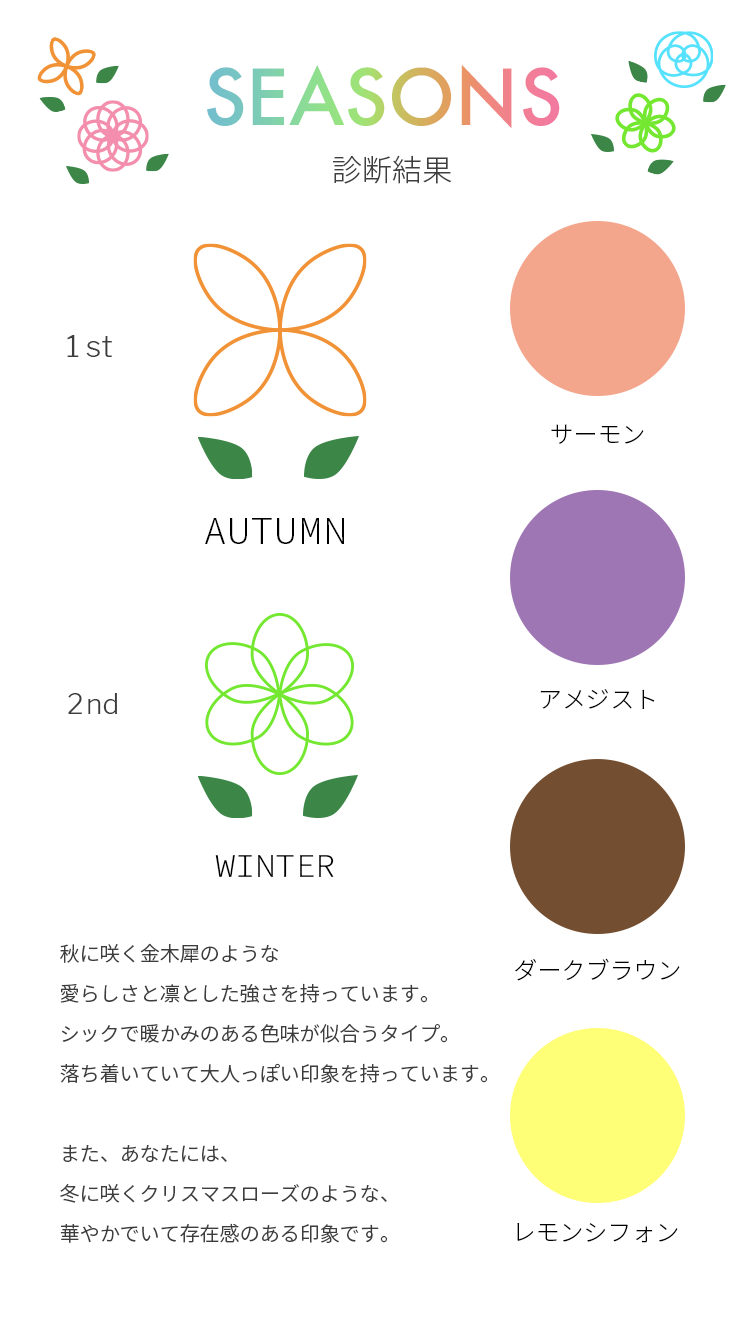 SEASONS
診断結果
1st
AUTUMN
2nd
WINTER
サーモン
アメジスト
ダークブラウン
レモンシフォン
秋に咲く金木犀のような
愛らしさと凛とした強さを持っています。
シックで暖かみのある色味が似合うタイプ。
落ち着いていて大人っぽい印象を持っています。
また、あなたには、
冬に咲くクリスマスローズのような、
華やかでいて存在感のある印象です。